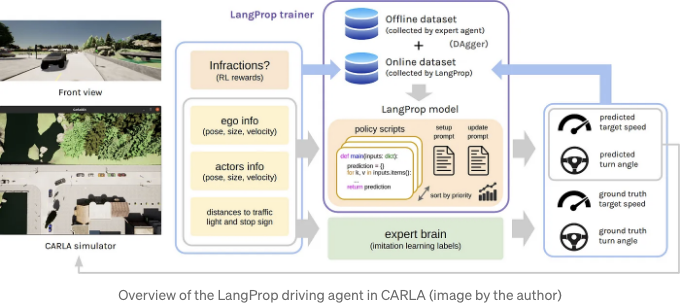 LangProp trainer
Offline dataset
(collected by expert agent)
+ (DAgger)
Online dataset
(collected by LangProp)
Front view
Infractions?
(RL rewards)
LangProp model
ego info
(pose, size, velocity)
actors info
(pose, size, velocity)
distances to traffic
light and stop sign
policy scripts
def main(inputs: dict):
prediction = {}
for k, v in inputs.items():
...
return prediction
setup
prompt
update
prompt
sort by priority
expert brain
(imitation learning labels)
predicted
target speed
predicted
turn angle
ground truth
target speed
ground truth
turn angle
CARLA simulator
Overview of the LangProp driving agent in CARLA (image by the author)